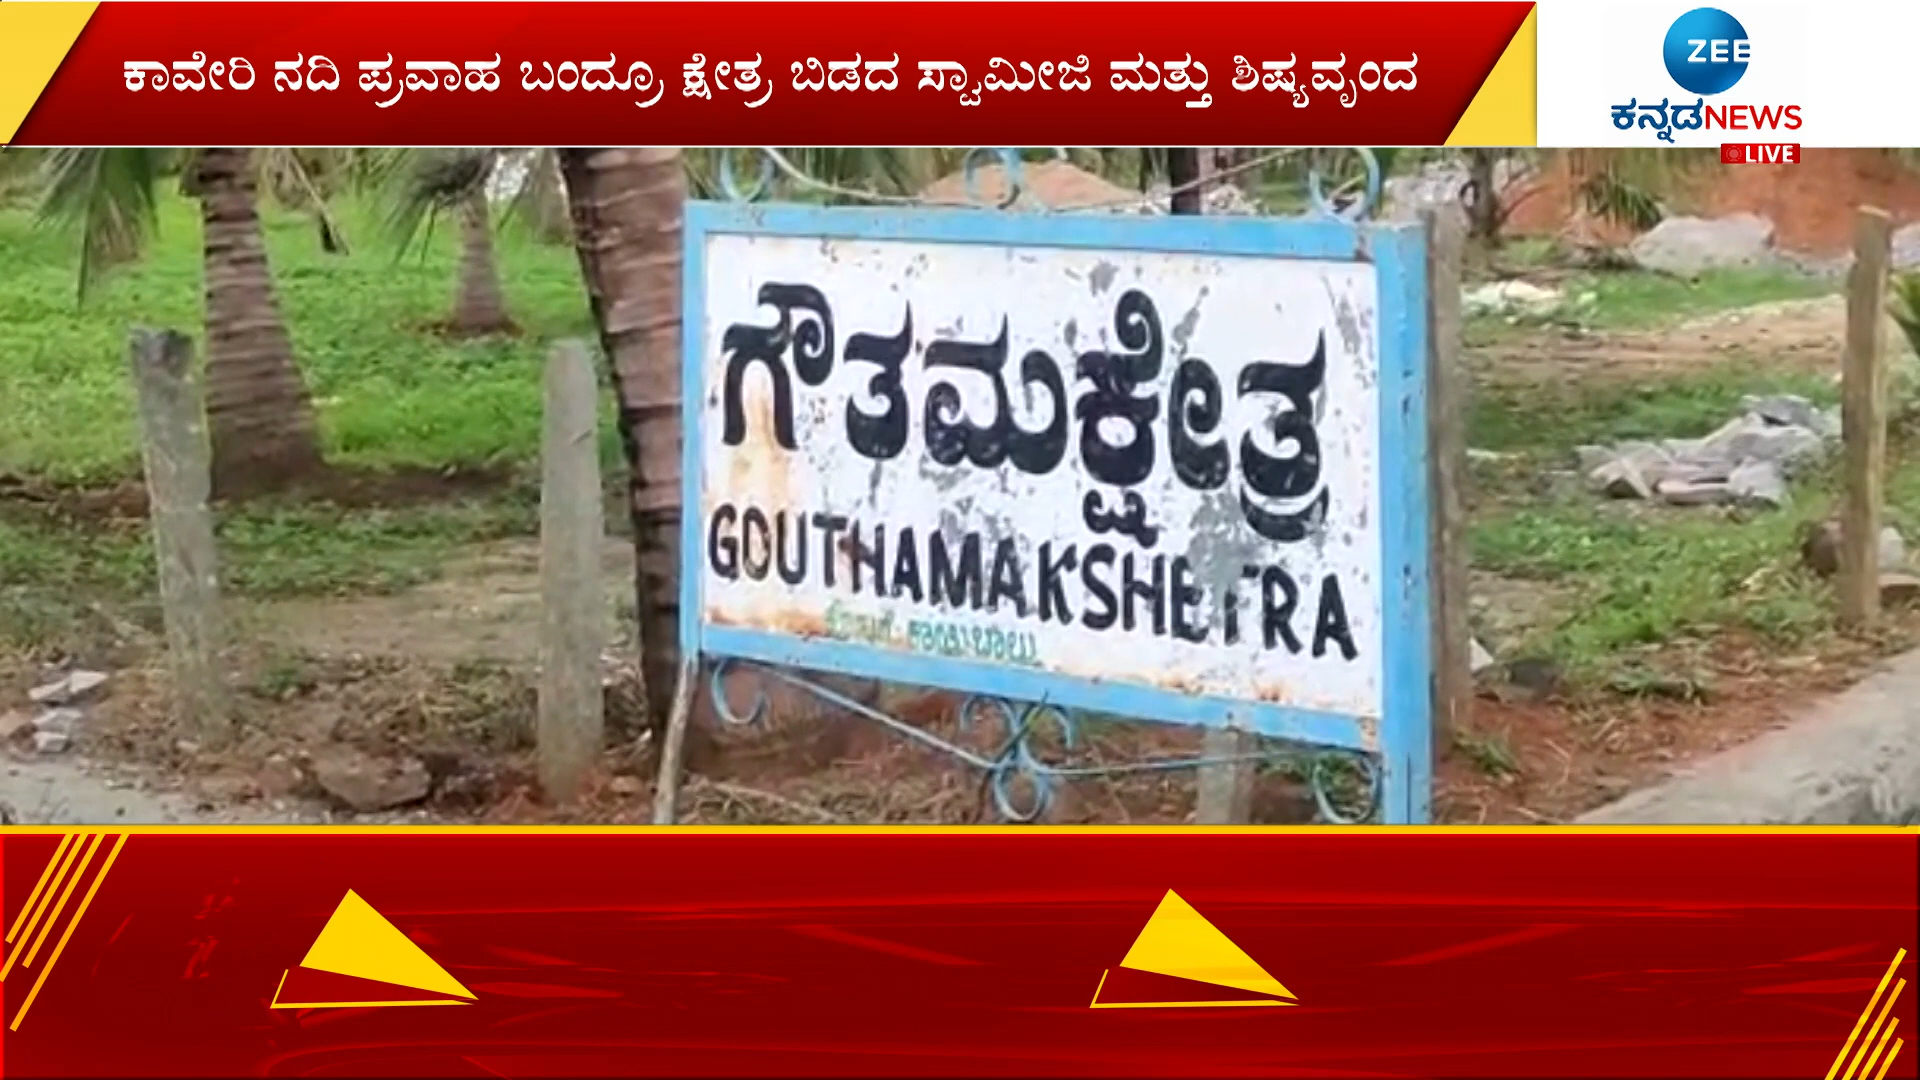 ಕಾವೇರಿ ನದಿ ಪ್ರವಾಹ ಬಂದ್ರೂ ಕ್ಷೇತ್ರ ಬಿಡದ ಸ್ವಾಮೀಜಿ ಮತ್ತು ಶಿಷ್ಯವೃಂದ
ZEE
ಕನ್ನಡNEWS
LIVE
ಗೌತಮಕ್ಷೇತ್ರ
GOUTHAMAKSHETRA